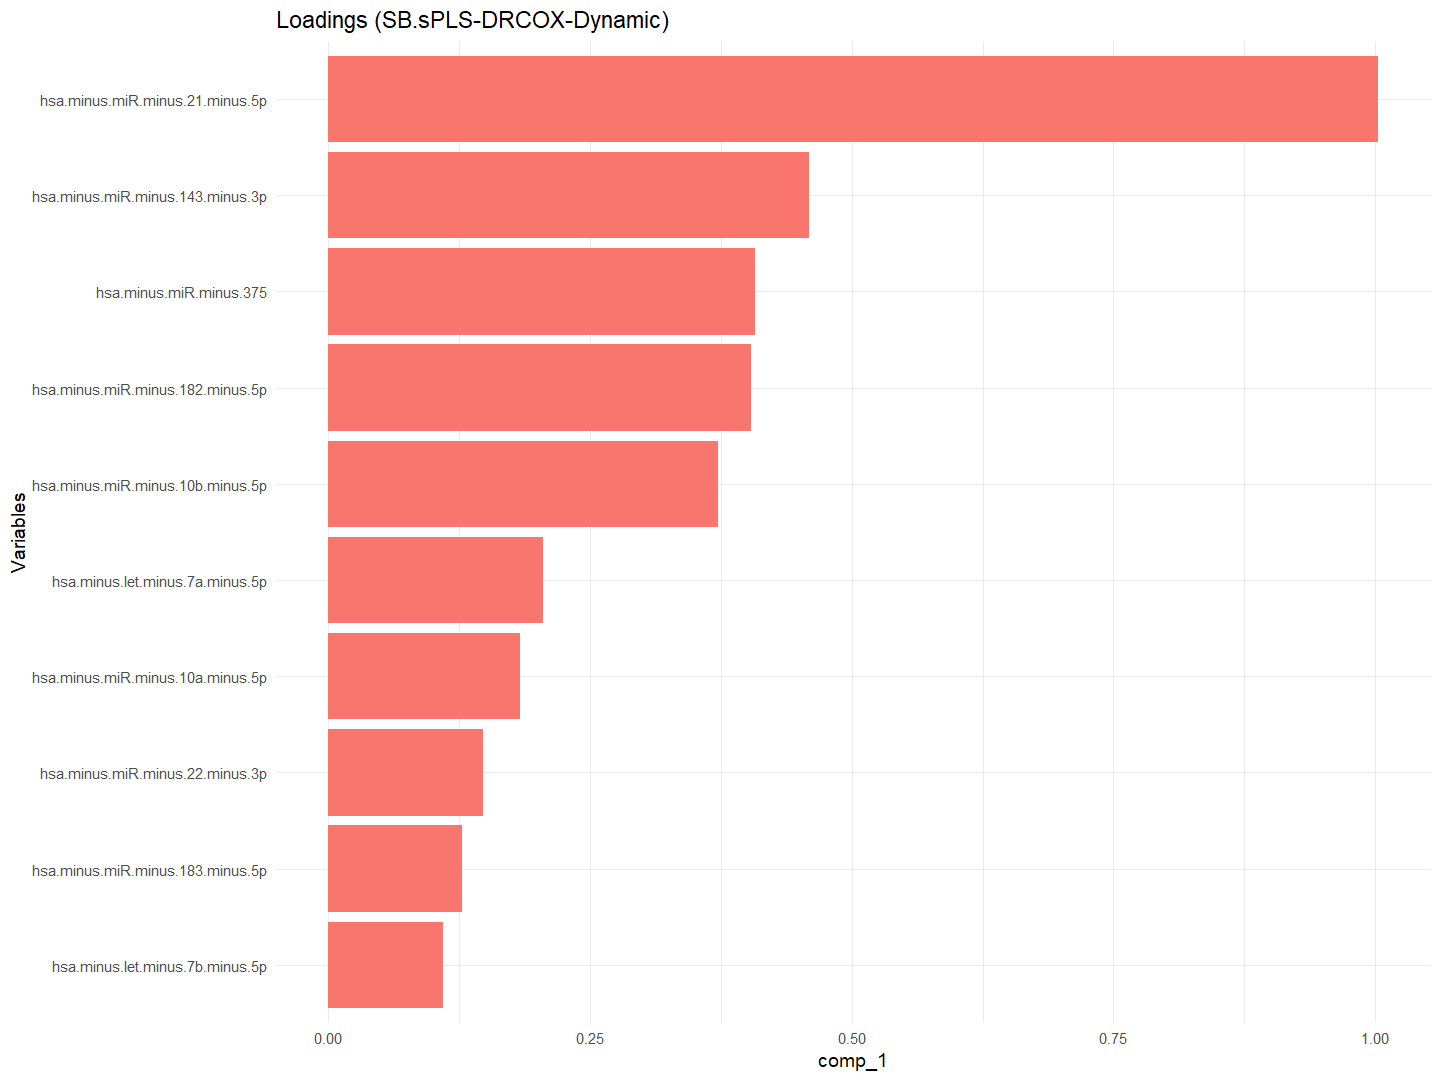 Loadings (SB.sPLS-DRCOX-Dynamic)
hsa.minus.miR.minus.21.minus.5p
hsa.minus.miR.minus.143.minus.3p
hsa.minus.miR.minus.375
hsa.minus.miR.minus.182.minus.5p
hsa.minus.miR.minus.10b.minus.5p
Variables
hsa.minus.let.minus.7a.minus.5p
hsa.minus.miR.minus.10a.minus.5p
hsa.minus.miR.minus.22.minus.3p
hsa.minus.miR.minus.183.minus.5p
hsa.minus.let.minus.7b.minus.5p
0.00 0.25 0.50 0.75 1.00
comp_1